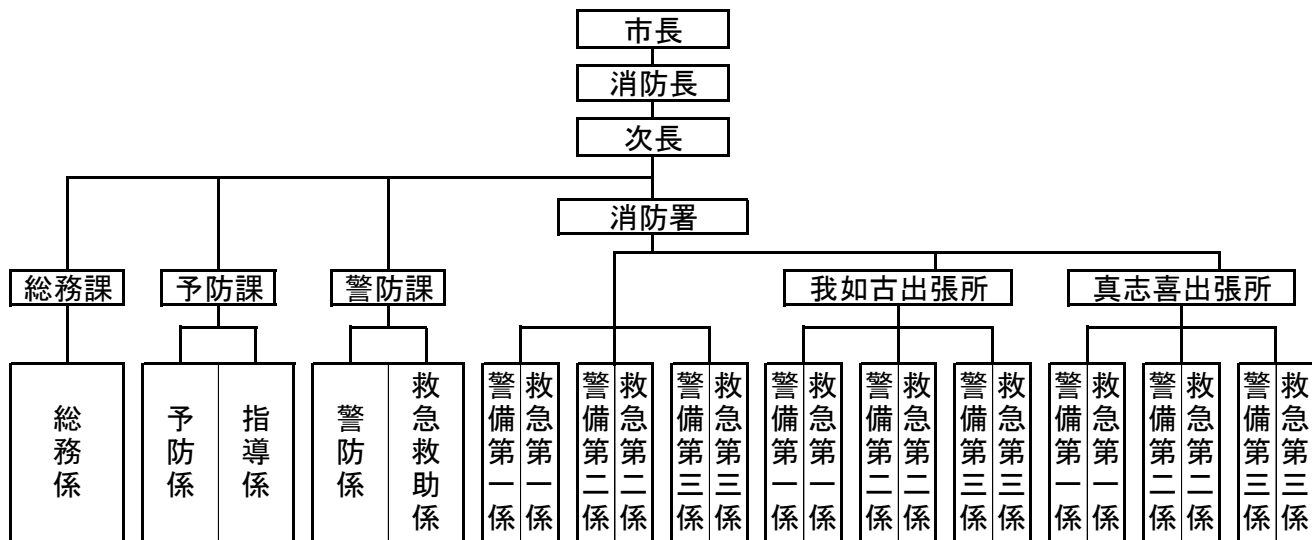 市長
消防長
次長
消防署
総務課
予防課
警防課
我如古出張所
真志喜出張所
総務係
予防係
指導係
警防係
救急救助係
警備第一係
救急第一係
警備第二係
救急第二係
警備第三係
救急第三係
警備第一係
救急第一係
警備第二係
救急第二係
警備第三係
救急第三係
警備第一係
救急第一係
警備第二係
救急第二係
警備第三係
救急第三係